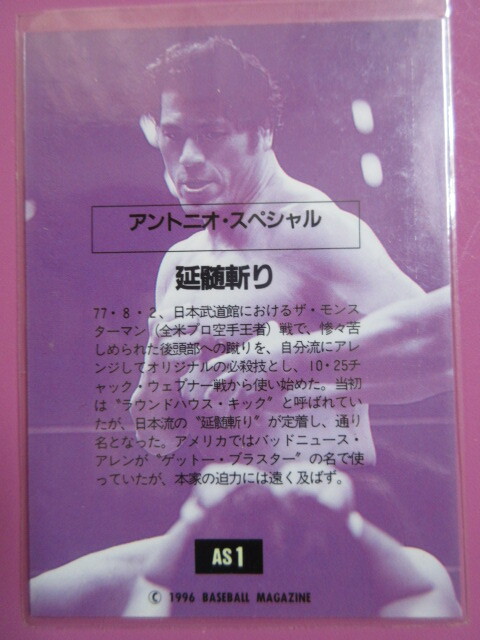 アントニオ・スペシャル
延髄斬り
77・8・2、日本武道館におけるザ・モンス
ターマン（全米プロ空手王者）戦で、惨々苦
しめられた後頭部への蹴りを、自分流にアレ
ンジしてオリジナルの必殺技とし、10・25チ
ャック・ウェプナー戦から使い始めた。当初
は〝ラウンドハウス・キック〟と呼ばれてい
たが、日本流の〝延髄斬り〟が定着し、通り
名となった。アメリカではバッドニュース・
アレンが〝ゲットー・ブラスター〟の名で使
っていたが、本家の迫力には遠く及ばず。
AS1
© 1996 BASEBALL MAGAZINE